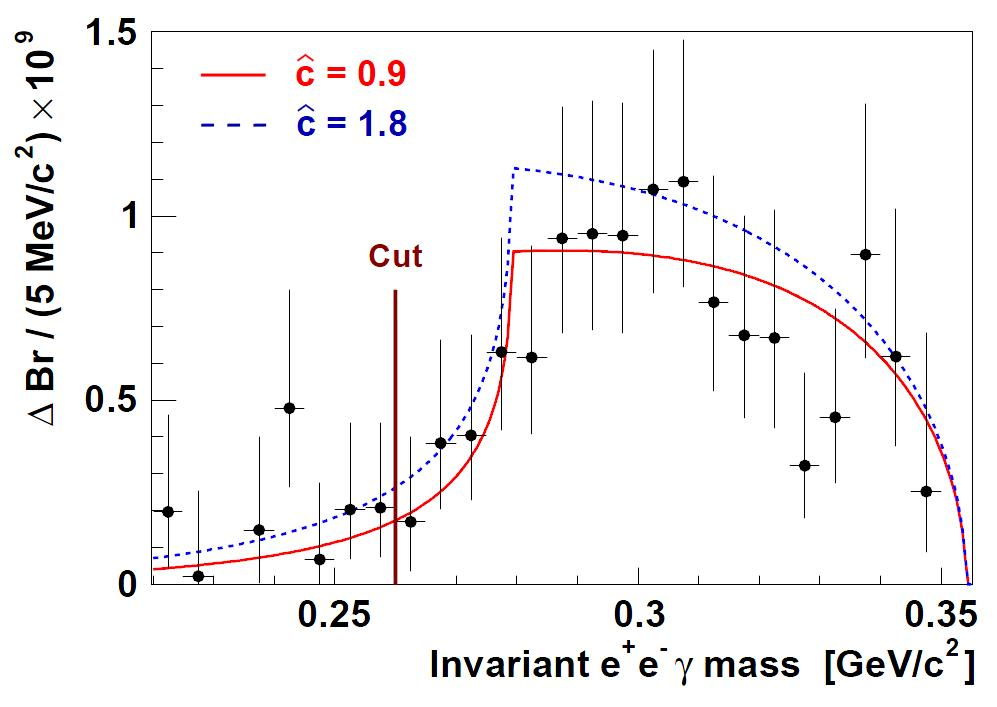 Δ Br / (5 MeV/c²) × 10⁹
1.5
1
0.5
0
ĉ = 0.9
ĉ = 1.8
Cut
0.25
0.3
0.35
Invariant e⁺e⁻γ mass [GeV/c²]